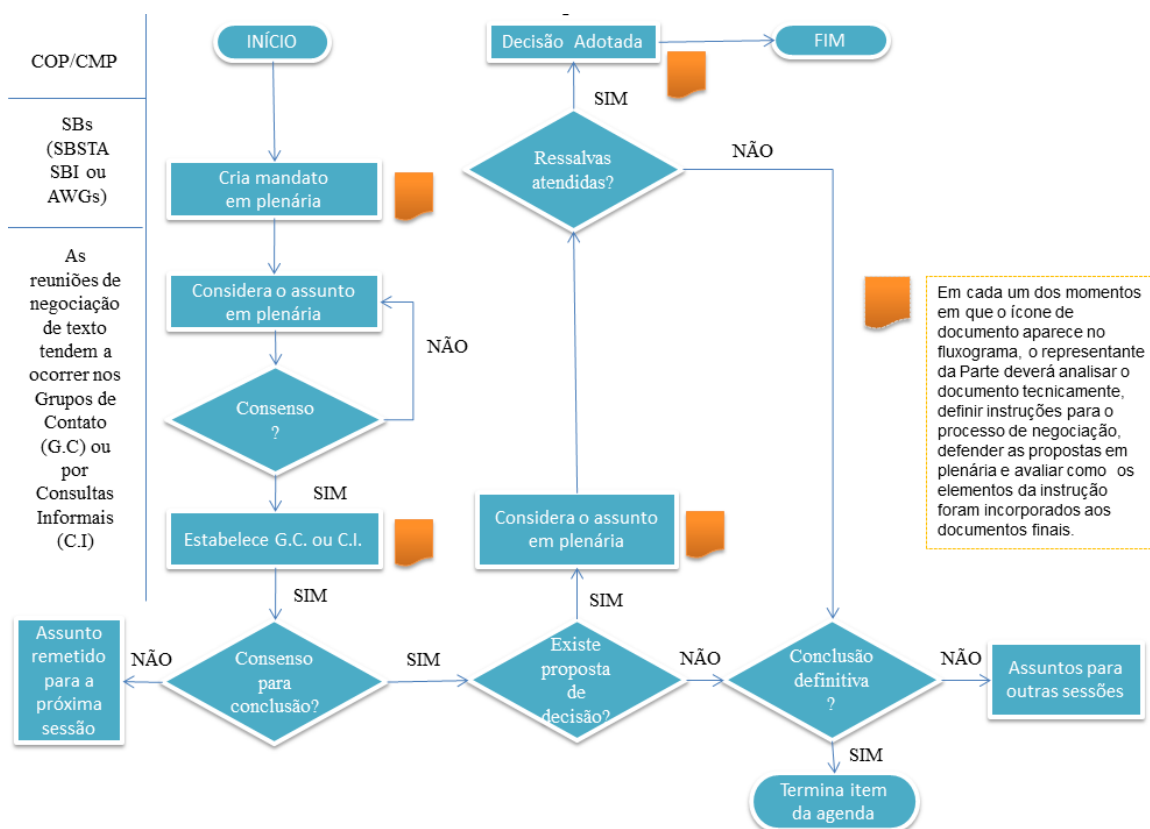 COP/CMP
SBs
(SBSTA
SBI ou
AWGs)
As
reuniões de
negociação
de texto
tendem a
ocorrer nos
Grupos de
Contato
(G.C) ou
por
Consultas
Informais
(C.I)
INÍCIO
Cria mandato
em plenária
Considera o assunto
em plenária
NÃO
Consenso
?
SIM
Estabelece G.C. ou C.I.
SIM
Consenso
para
conclusão?
NÃO
Assunto
remetido
para a
próxima
sessão
SIM
Existe
proposta
de
decisão?
SIM
Considera o assunto
em plenária
Ressalvas
atendidas?
SIM
Decisão Adotada
FIM
NÃO
NÃO
Conclusão
definitiva
?
NÃO
Assuntos para
outras sessões
SIM
Termina item
da agenda
Em cada um dos momentos
em que o ícone de
documento aparece no
fluxograma, o representante
da Parte deverá analisar o
documento tecnicamente,
definir instruções para o
processo de negociação,
defender as propostas em
plenária e avaliar como os
elementos da instrução
foram incorporados aos
documentos finais.